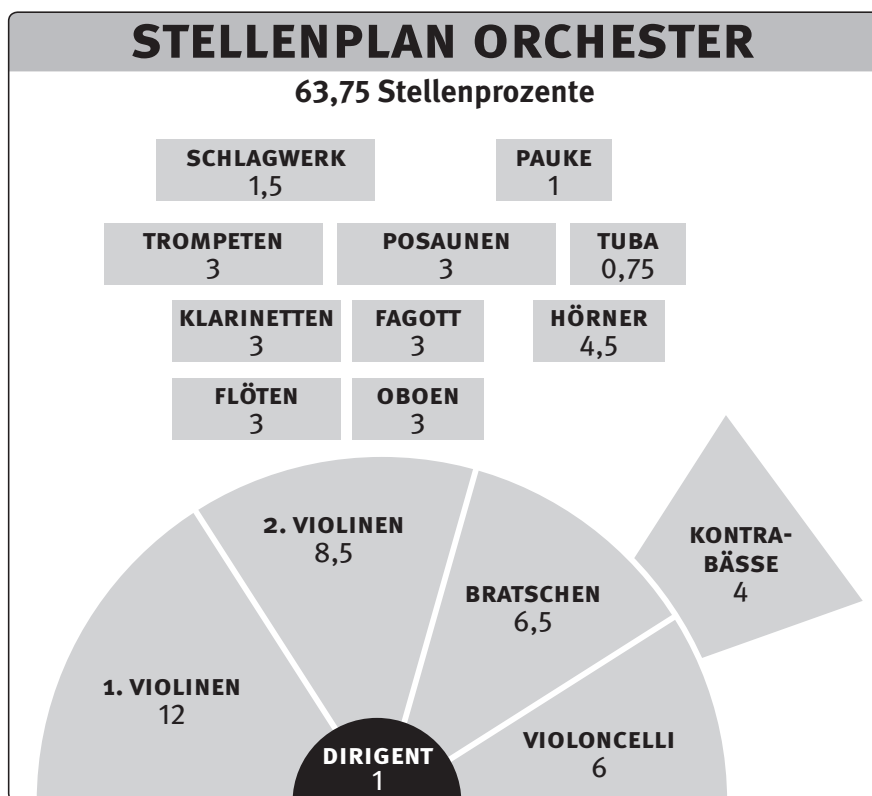 STELLENPLAN ORCHESTER
63,75 Stellenprozente
SCHLAGWERK
1,5
PAUKE
1
TROMPETEN
3
POSAUNEN
3
TUBA
0,75
KLARINETTEN
3
FAGOTT
3
HÖRNER
4,5
FLÖTEN
3
OBOEN
3
2. VIOLINEN
8,5
KONTRA-
BÄSSE
4
BRATSCHEN
6,5
1. VIOLINEN
12
VIOLONCELLI
6
DIRIGENT
1